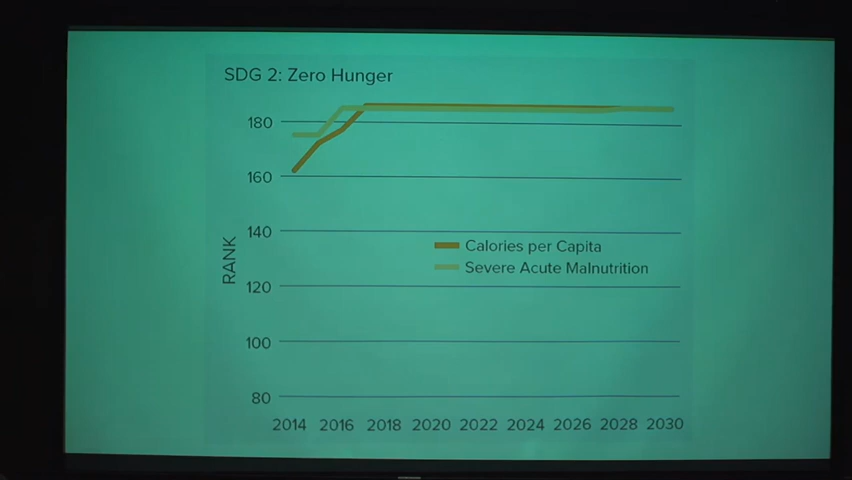 SDG 2: Zero Hunger
180
160
140
120
100
80
RANK
Calories per Capita
Severe Acute Malnutrition
2014 2016 2018 2020 2022 2024 2026 2028 2030